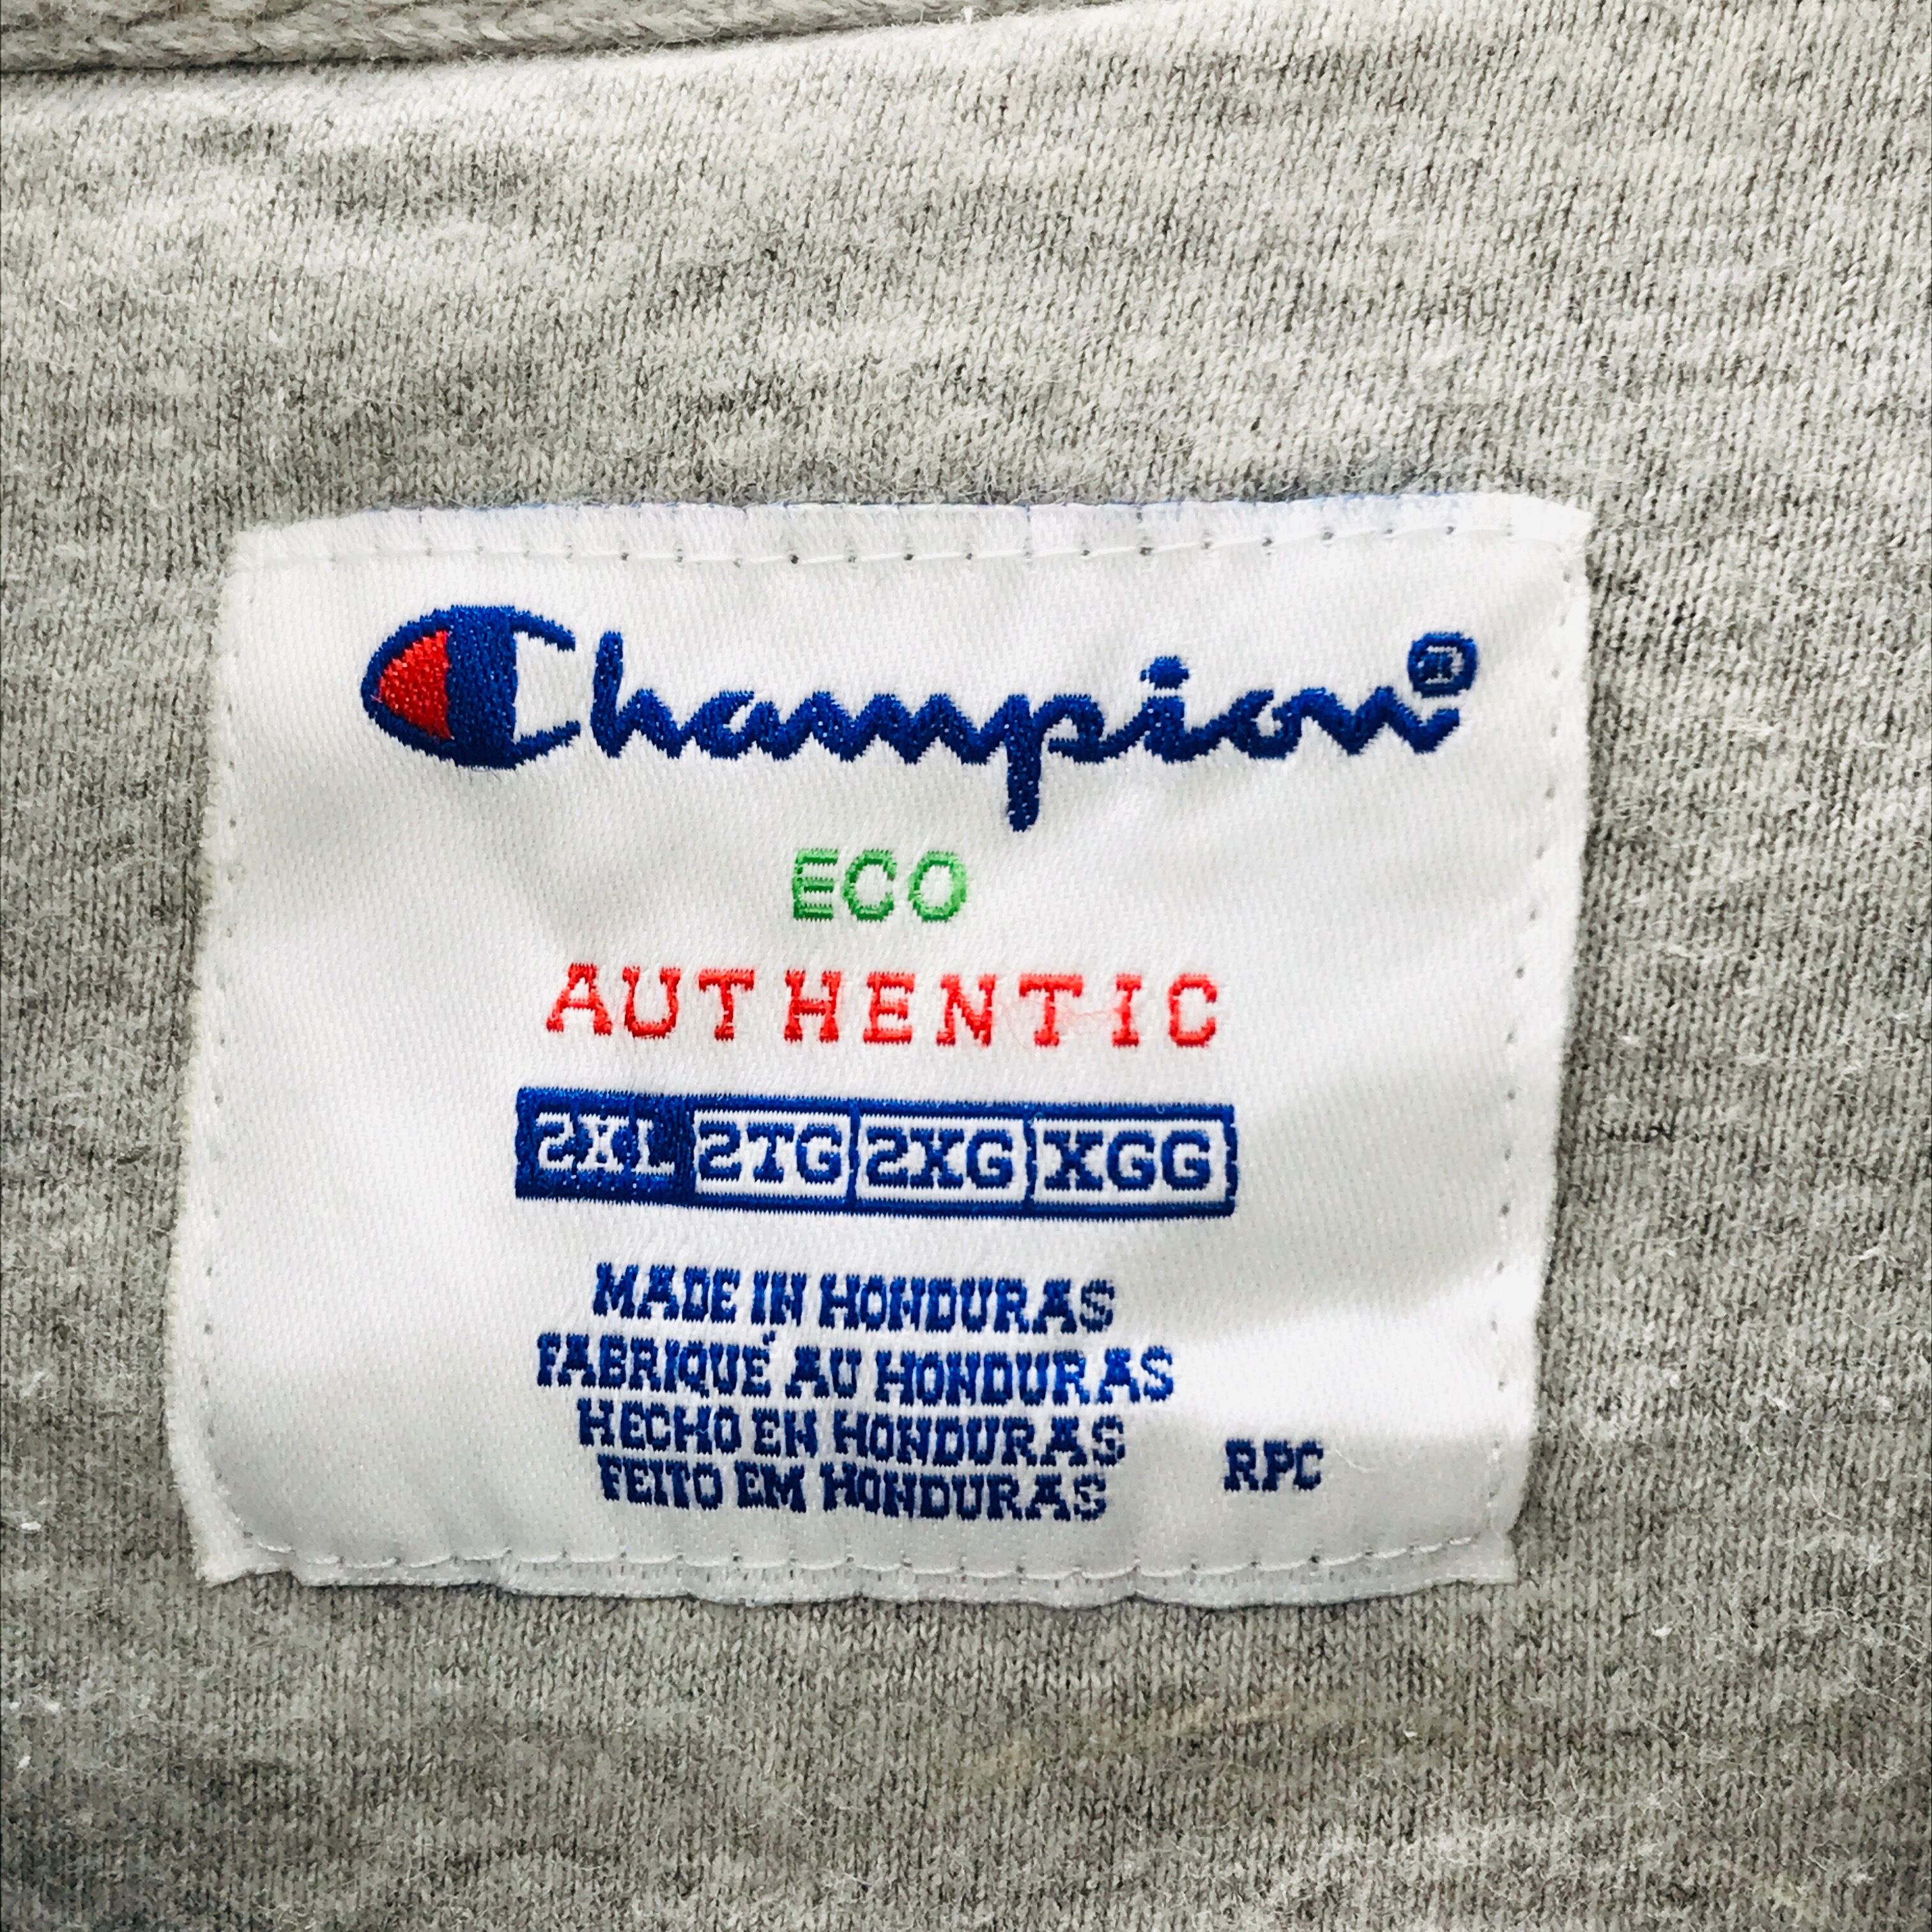 Champion®
ECO
AUTHENTIC
2XL 2TG 2XG XGG
MADE IN HONDURAS
FABRIQUÉ AU HONDURAS
HECHO EN HONDURAS
FEITO EM HONDURAS
RPC